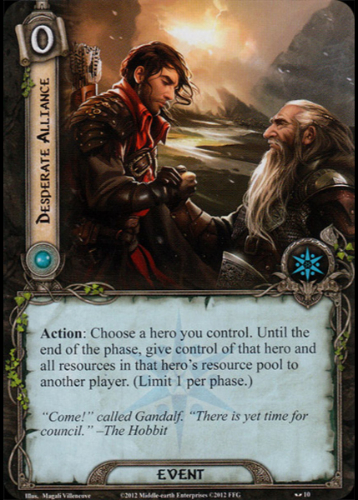 0
DESPERATE ALLIANCE
Action: Choose a hero you control. Until the
end of the phase, give control of that hero and
all resources in that hero's resource pool to
another player. (Limit 1 per phase.)
"Come!" called Gandalf. "There is yet time for
council." –The Hobbit
EVENT
Illus. Magali Villeneuve ©2012 Middle-earth Enterprises ©2012 FFG 10